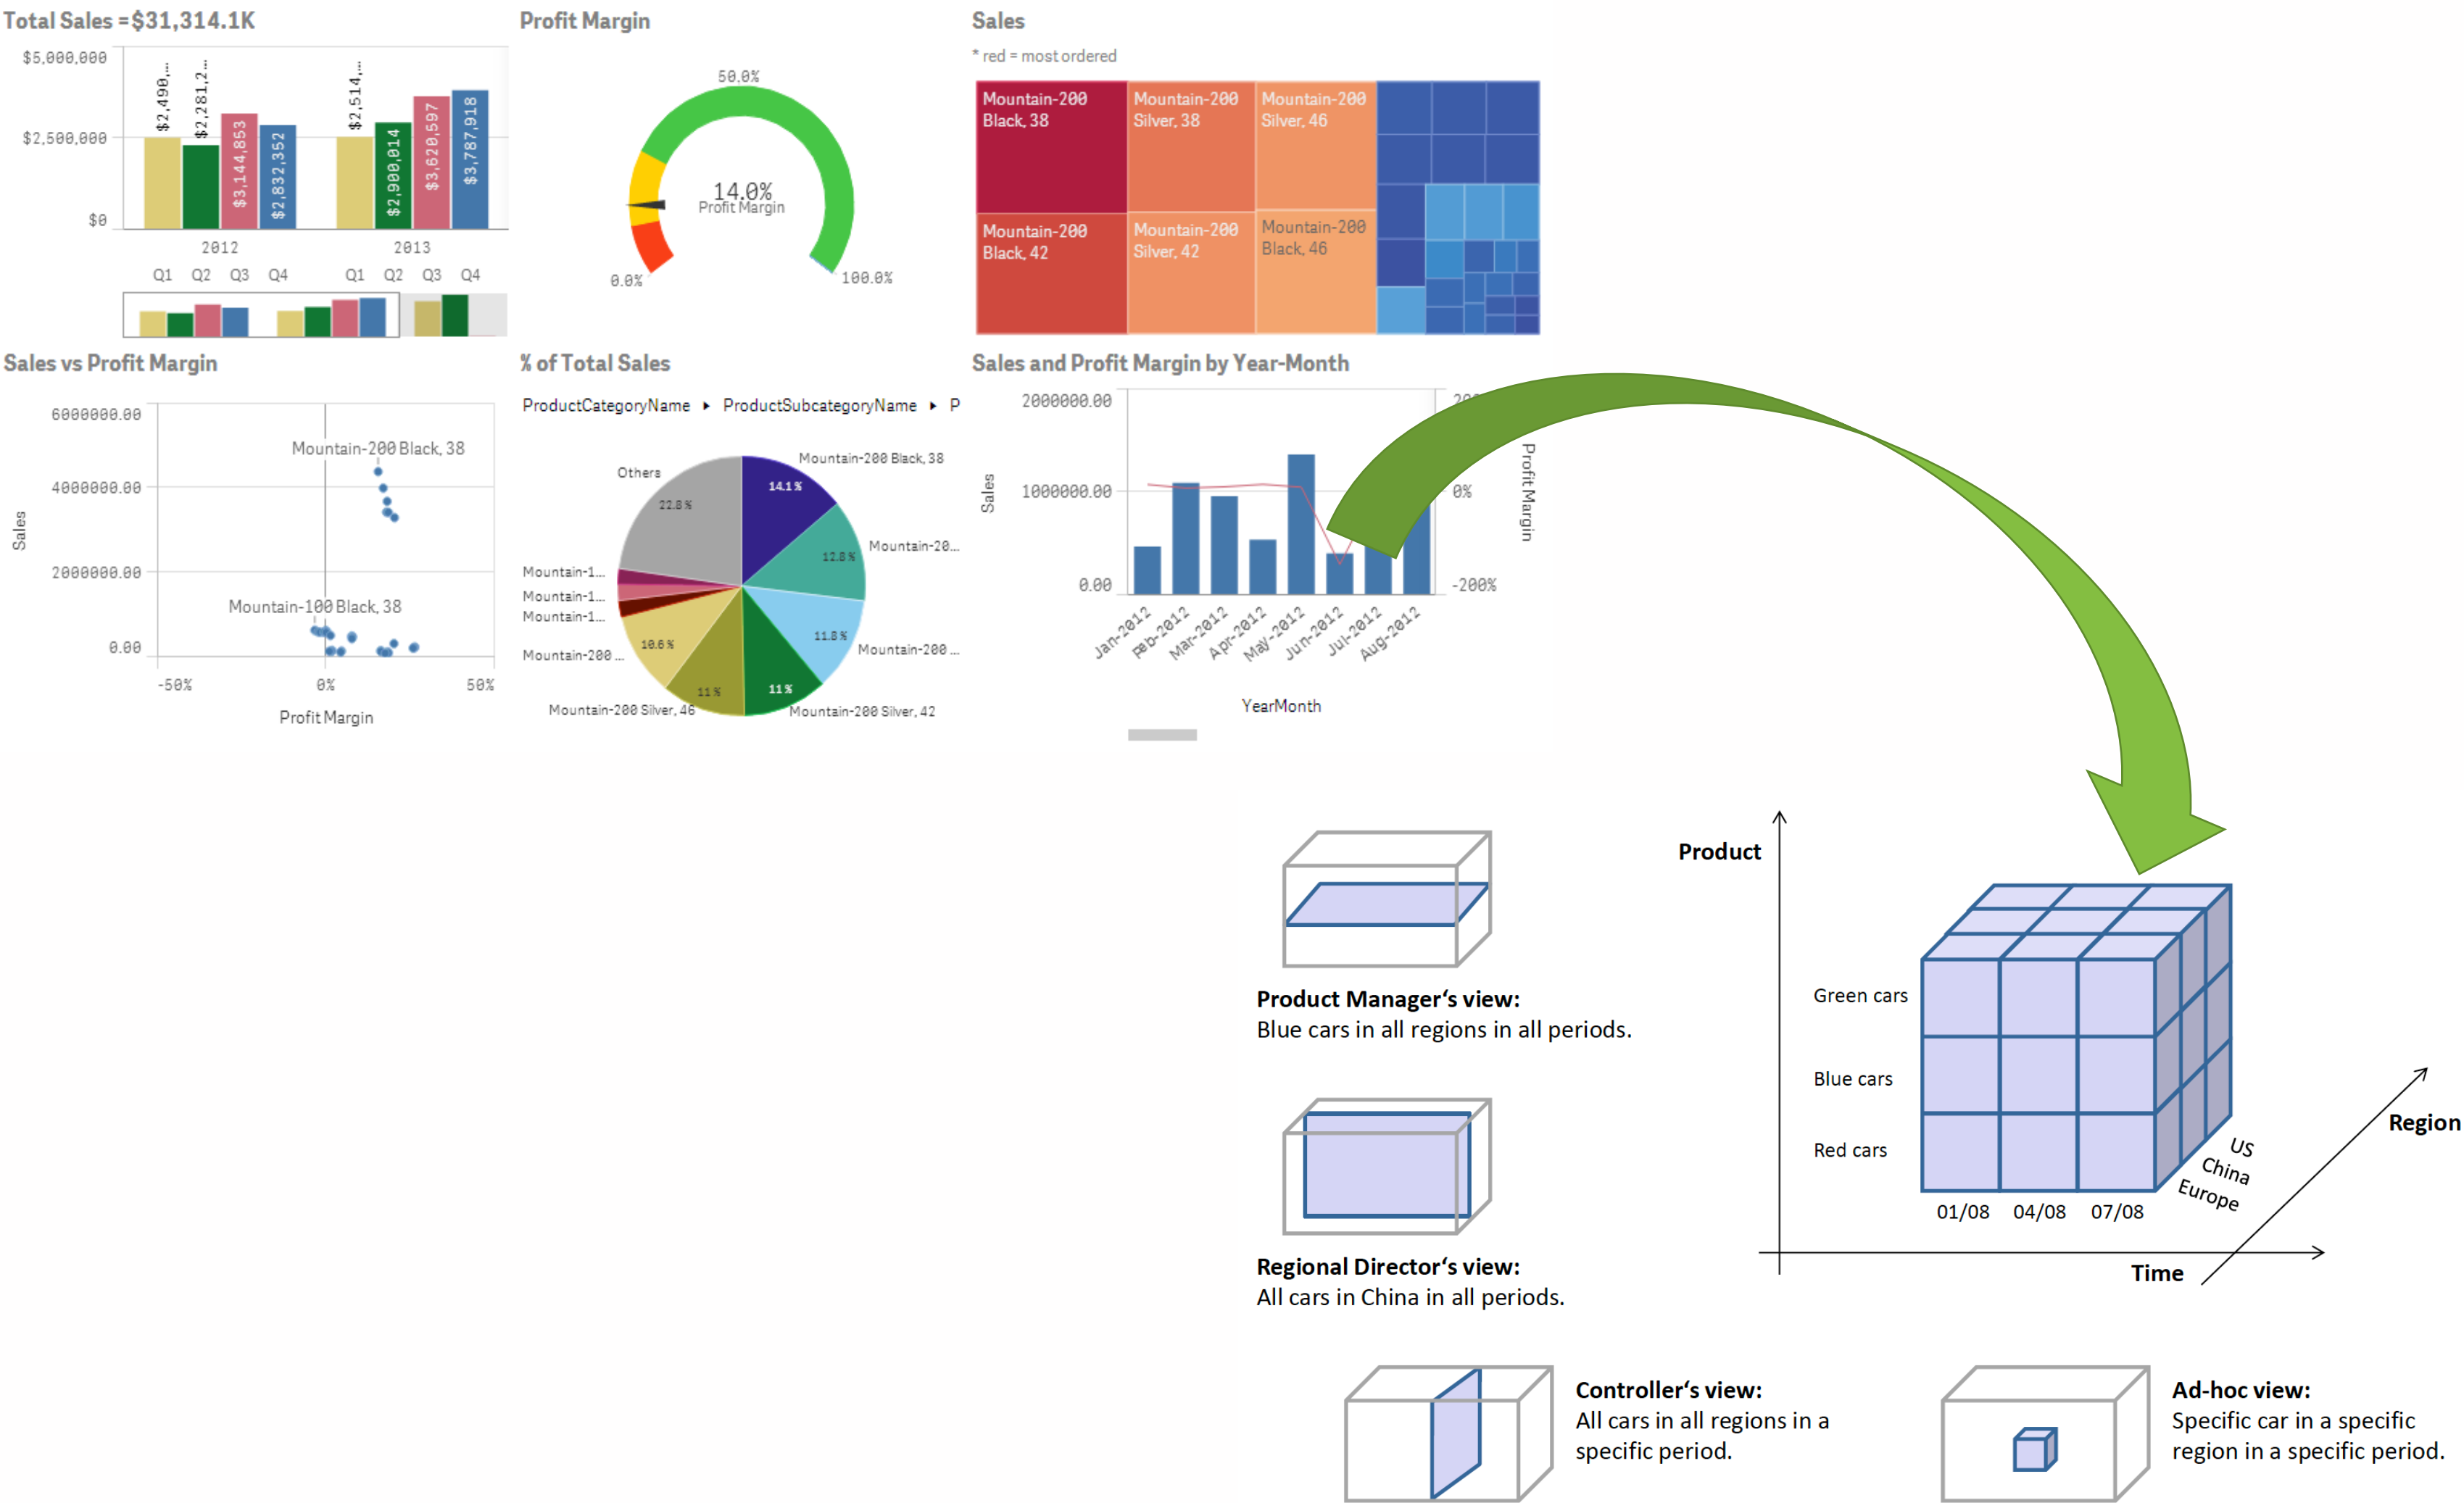 Total Sales =$31,314.1K
$5,000,000
$2,500,000
$0
$2,490,...
$2,281,2...
$3,144,853
$2,832,352
$2,514,...
$2,900,014
$3,620,597
$3,787,918
2012
2013
Q1 Q2 Q3 Q4 Q1 Q2 Q3 Q4
Profit Margin
50.0%
14.0%
Profit Margin
0.0%
100.0%
Sales
* red = most ordered
Mountain-200
Black, 38
Mountain-200
Silver, 38
Mountain-200
Silver, 46
Mountain-200
Black, 42
Mountain-200
Silver, 42
Mountain-200
Black, 46
Sales vs Profit Margin
6000000.00
4000000.00
2000000.00
0.00
Sales
Mountain-200 Black, 38
Mountain-100 Black, 38
-50% 0% 50%
Profit Margin
% of Total Sales
ProductCategoryName ▸ ProductSubcategoryName ▸ P
Others
22.8%
Mountain-200 Black, 38
14.1%
Mountain-20...
12.8%
Mountain-200 ...
11.8%
Mountain-200 Silver, 42
11%
Mountain-200 Silver, 46
11%
Mountain-200 ...
10.6%
Mountain-1...
Mountain-1...
Mountain-1...
Sales and Profit Margin by Year-Month
2000000.00
1000000.00
0.00
Sales
0%
-200%
Profit Margin
Jan-2012
Feb-2012
Mar-2012
Apr-2012
May-2012
Jun-2012
Jul-2012
Aug-2012
YearMonth
Product Manager‘s view:
Blue cars in all regions in all periods.
Regional Director‘s view:
All cars in China in all periods.
Controller‘s view:
All cars in all regions in a
specific period.
Ad-hoc view:
Specific car in a specific
region in a specific period.
Product
Green cars
Blue cars
Red cars
01/08 04/08 07/08
US
China
Europe
Region
Time